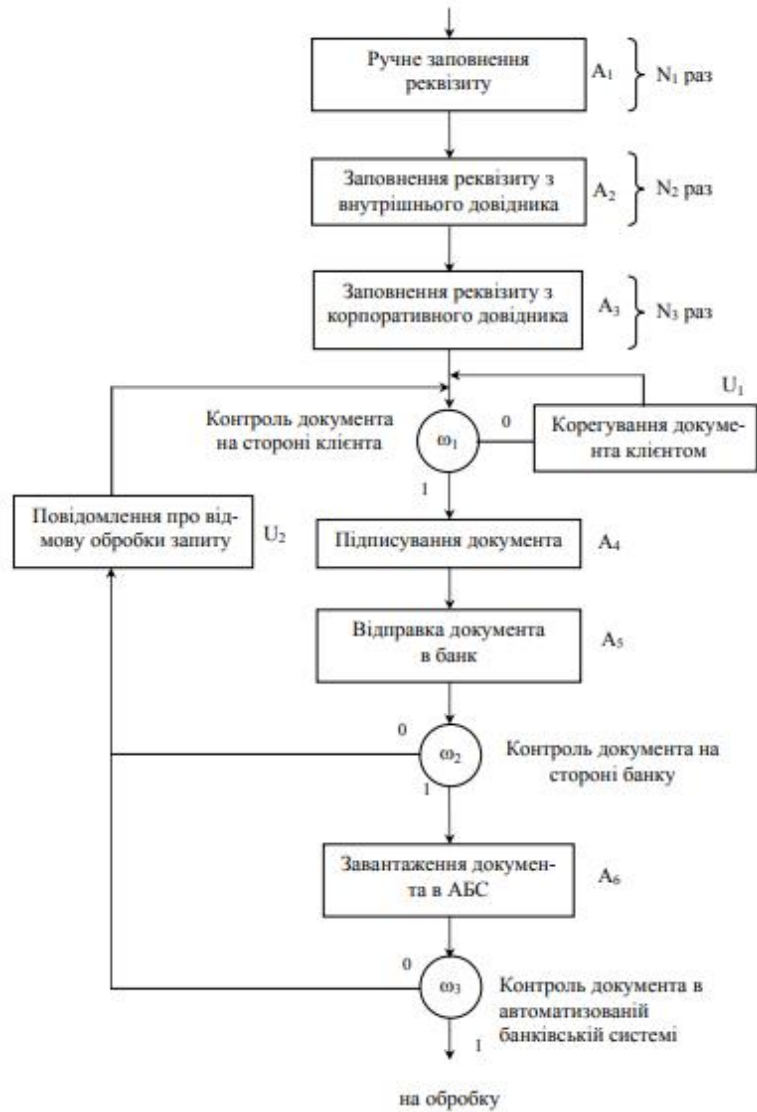 Ручне заповнення
реквізиту
A₁
N₁ раз
Заповнення реквізиту з
внутрішнього довідника
A₂
N₂ раз
Заповнення реквізиту з
корпоративного довідника
A₃
N₃ раз
U₁
Контроль документа
на стороні клієнта
ω₁
0
Корегування докуме-
нта клієнтом
1
Повідомлення про від-
мову обробки запиту
U₂
Підписування документа
A₄
Відправка документа
в банк
A₅
0
ω₂
Контроль документа на
стороні банку
1
Завантаження докумен-
та в АБС
A₆
0
ω₃
Контроль документа в
автоматизованій
банківській системі
1
на обробку